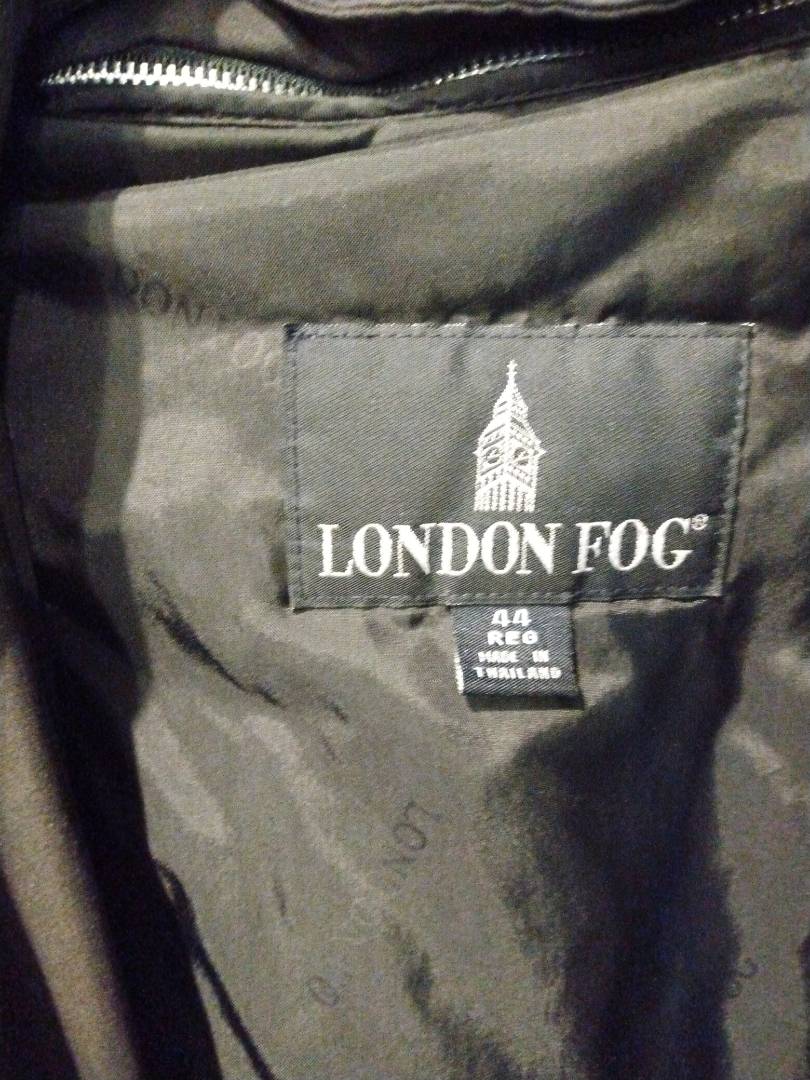 LONDON FOG®
44
REG
MADE IN
THAILAND